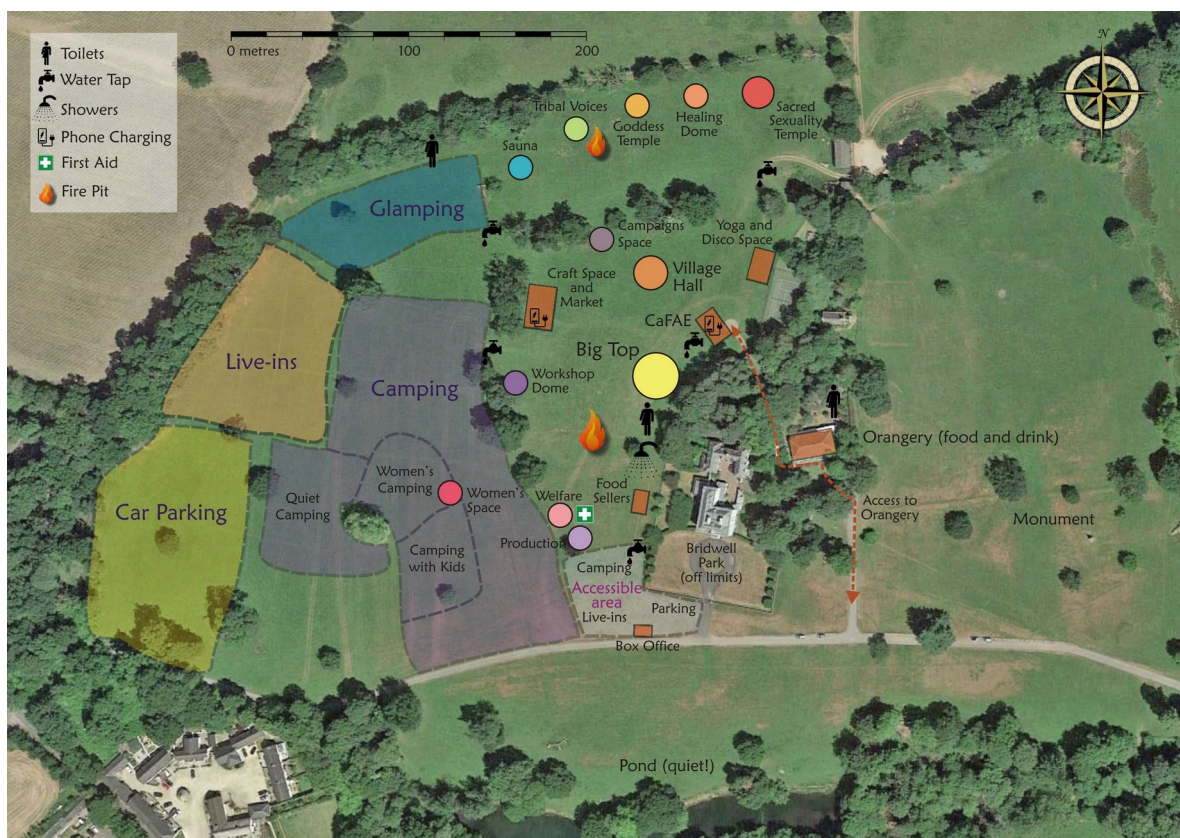 0 metres
100
200
N
Toilets
Water Tap
Showers
Phone Charging
First Aid
Fire Pit
Tribal Voices
Goddess
Temple
Healing
Dome
Sacred
Sexuality
Temple
Sauna
Glamping
Campaigns
Space
Yoga and
Disco Space
Village
Hall
Craft Space
and
Market
CaFAE
Live-ins
Camping
Big Top
Workshop
Dome
Orangery (food and drink)
Car Parking
Quiet
Camping
Women's
Camping
Women's
Space
Welfare
Food
Sellers
Access to
Orangery
Monument
Production
Camping
with Kids
Camping
Accessible
area
Live-ins
Parking
Bridwell
Park
(off limits)
Box Office
Pond (quiet!)